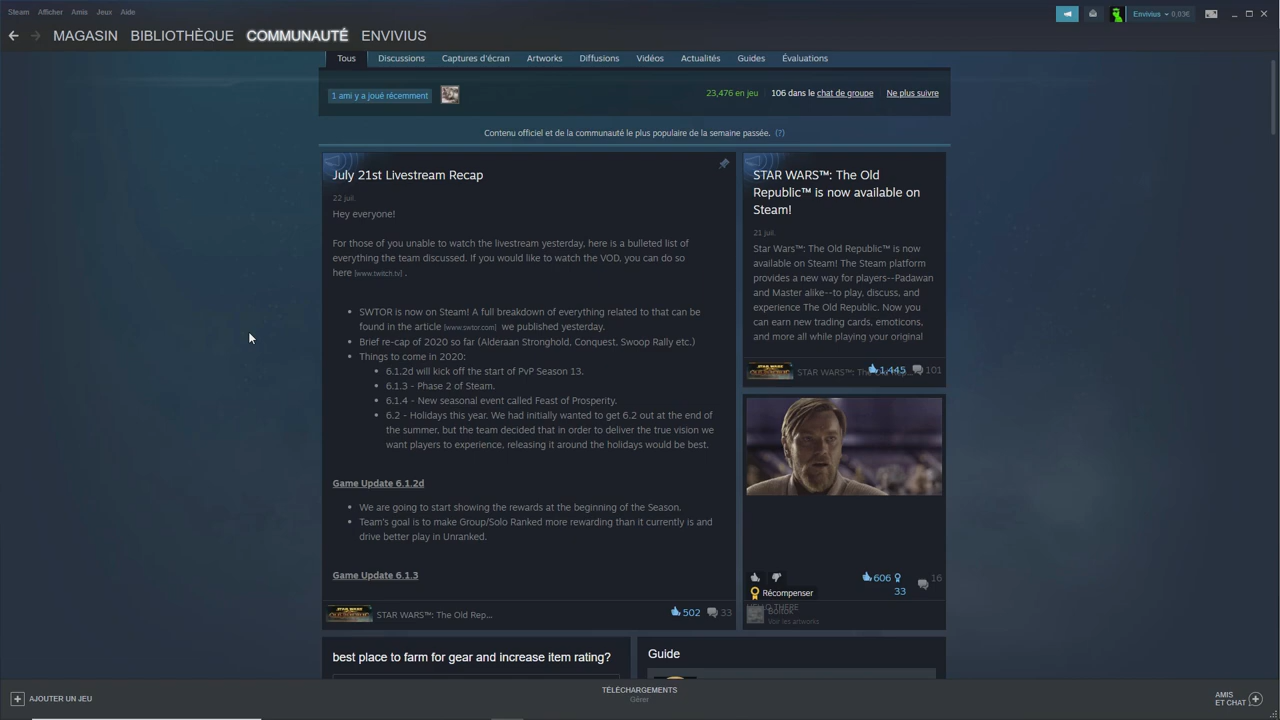 Steam Afficher Amis Jeux Aide
Envivius 0,83€
MAGASIN BIBLIOTHÈQUE COMMUNAUTÉ ENVIVIUS
Tous Discussions Captures d'écran Artworks Diffusions Vidéos Actualités Guides Évaluations
1 ami y a joué récemment
23,476 en jeu 106 dans le chat de groupe Ne plus suivre
Contenu officiel et de la communauté le plus populaire de la semaine passée. (?)
July 21st Livestream Recap
22 juil.
Hey everyone!
For those of you unable to watch the livestream yesterday, here is a bulleted list of
everything the team discussed. If you would like to watch the VOD, you can do so
here [www.twitch.tv] .
• SWTOR is now on Steam! A full breakdown of everything related to that can be
found in the article [www.swtor.com] we published yesterday.
• Brief re-cap of 2020 so far (Alderaan Stronghold, Conquest, Swoop Rally etc.)
• Things to come in 2020:
• 6.1.2d will kick off the start of PvP Season 13.
• 6.1.3 - Phase 2 of Steam.
• 6.1.4 - New seasonal event called Feast of Prosperity.
• 6.2 - Holidays this year. We had initially wanted to get 6.2 out at the end of
the summer, but the team decided that in order to deliver the true vision we
want players to experience, releasing it around the holidays would be best.
Game Update 6.1.2d
• We are going to start showing the rewards at the beginning of the Season.
• Team's goal is to make Group/Solo Ranked more rewarding than it currently is and
drive better play in Unranked.
Game Update 6.1.3
STAR WARS™: The Old Rep... 502 33
STAR WARS™: The Old
Republic™ is now available on
Steam!
21 juil.
Star Wars™: The Old Republic™ is now
available on Steam! The Steam platform
provides a new way for players--Padawan
and Master alike--to play, discuss, and
experience The Old Republic. Now you
can earn new trading cards, emoticons,
and more all while playing your original
STAR WARS™: The 1,445 101
606 33 16
Récompenser
HELLO THERE
Voir les artworks
best place to farm for gear and increase item rating?
Guide
AJOUTER UN JEU
TÉLÉCHARGEMENTS
Gérer
AMIS
ET CHAT